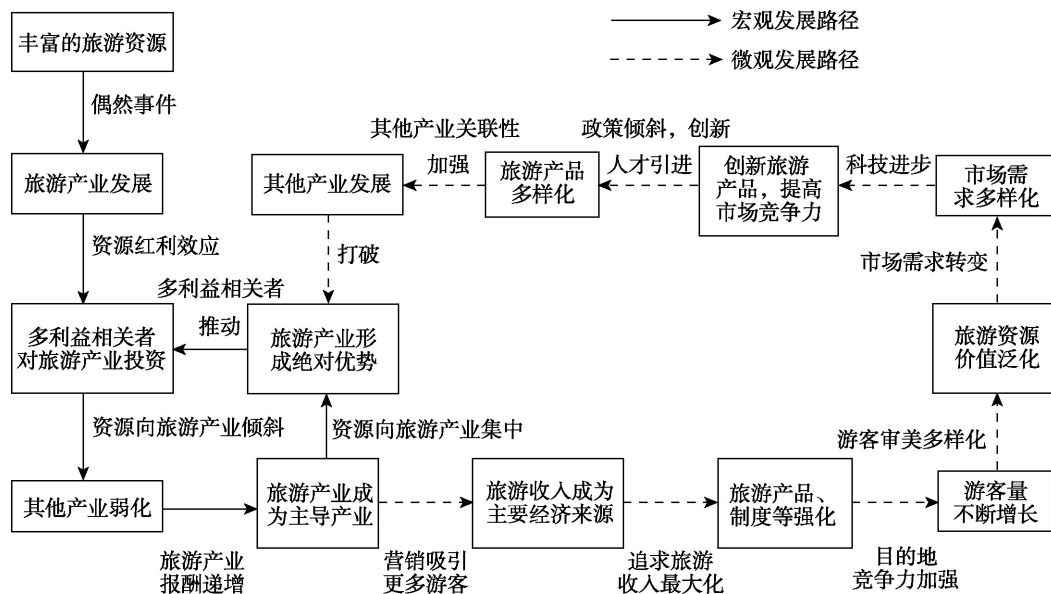 宏观发展路径
微观发展路径
丰富的旅游资源
偶然事件
旅游产业发展
资源红利效应
多利益相关者
对旅游产业投资
资源向旅游产业倾斜
其他产业弱化
旅游产业
报酬递增
旅游产业成
为主导产业
资源向旅游产业集中
旅游产业形
成绝对优势
多利益相关者
推动
营销吸引
更多游客
旅游收入成为
主要经济来源
追求旅游
收入最大化
旅游产品、
制度等强化
目的地
竞争力加强
游客量
不断增长
游客审美多样化
旅游资源
价值泛化
市场需求转变
市场需
求多样化
科技进步
创新旅游
产品，提高
市场竞争力
政策倾斜，创新
人才引进
旅游产品
多样化
其他产业关联性
加强
其他产业发展
打破